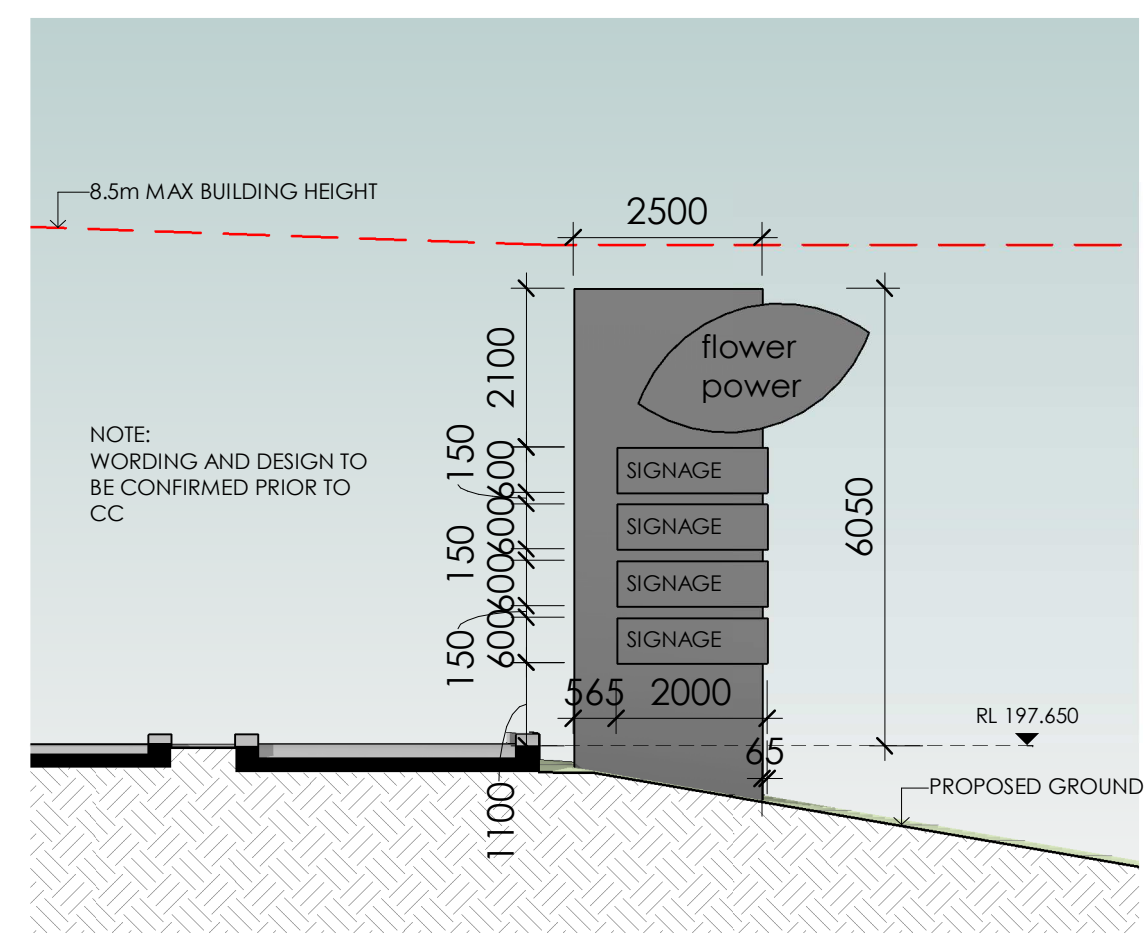 8.5m MAX BUILDING HEIGHT
2500
flower
power
2100
NOTE:
WORDING AND DESIGN TO
BE CONFIRMED PRIOR TO
CC
150
600
SIGNAGE
600
SIGNAGE
150
600
SIGNAGE
600
SIGNAGE
150
6050
565
2000
RL 197.650
65
PROPOSED GROUND
1100